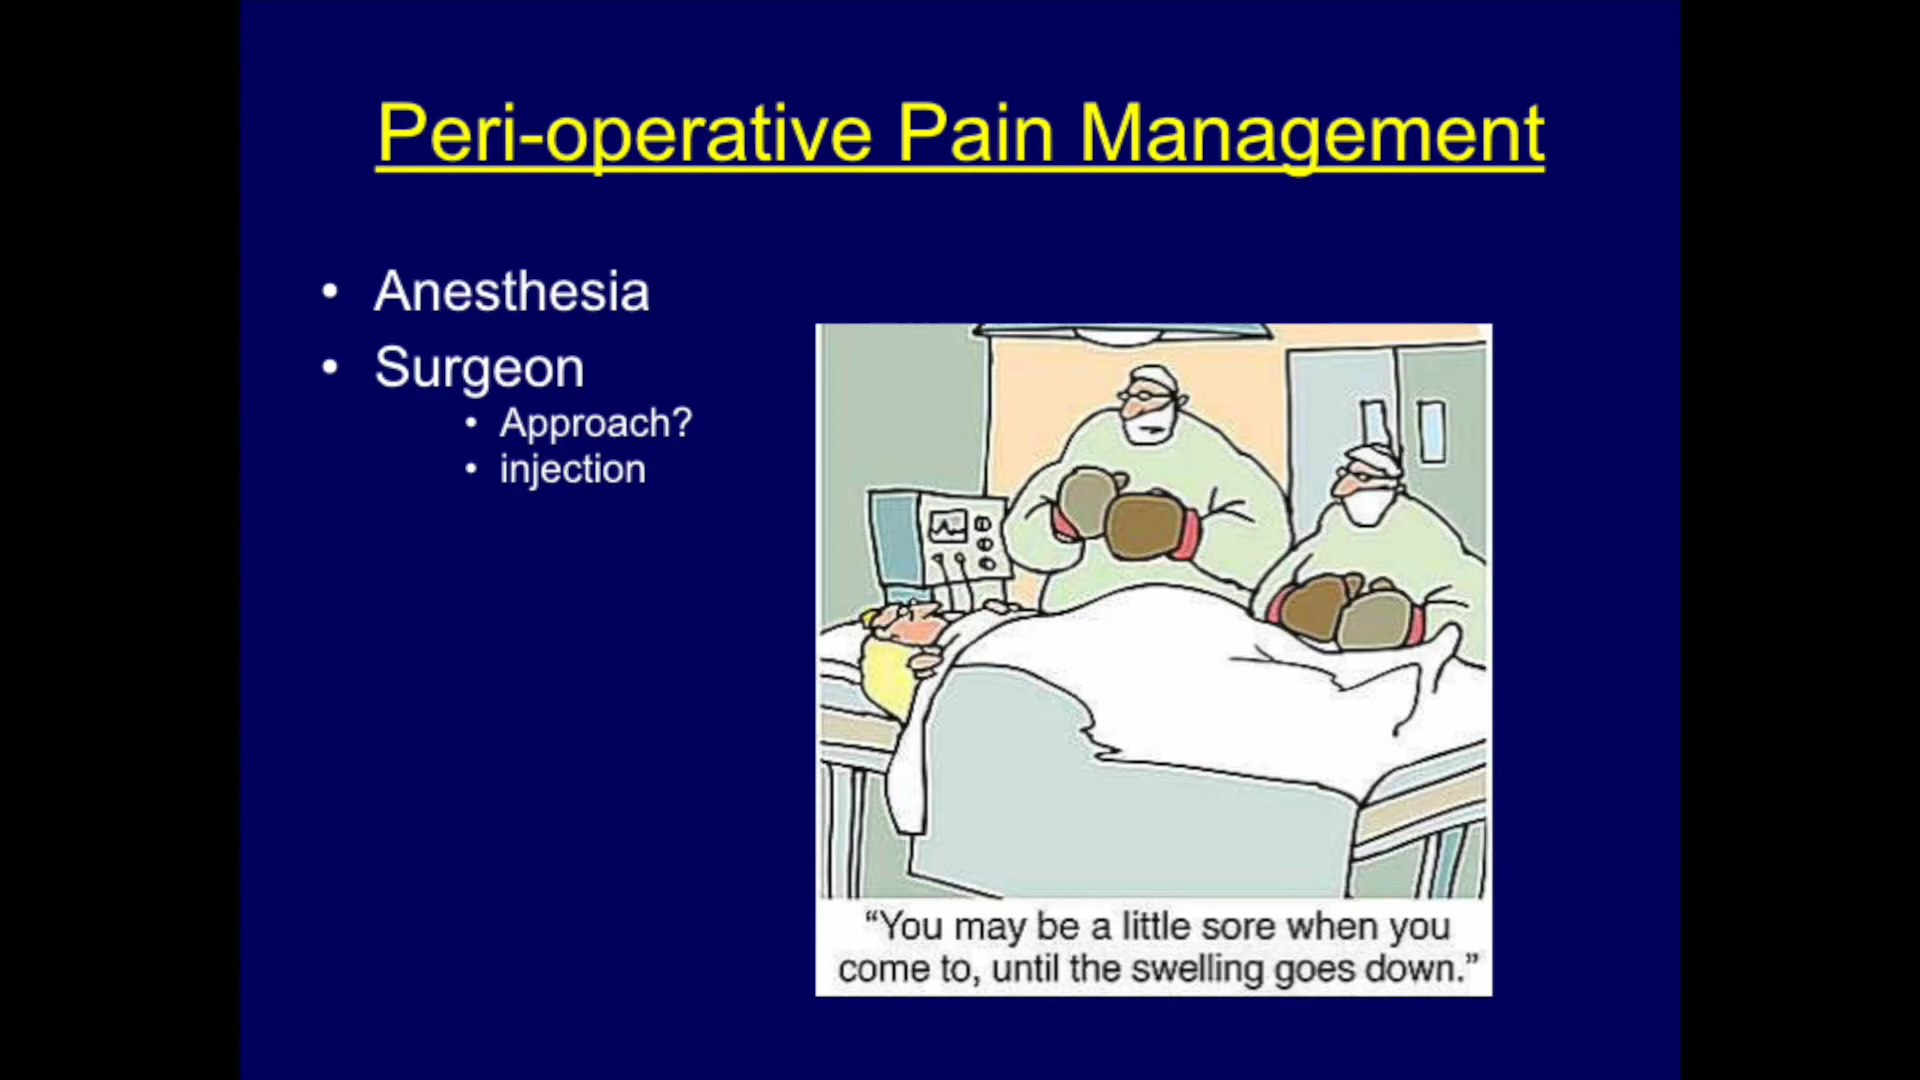 Peri-operative Pain Management
• Anesthesia
• Surgeon
• Approach?
• injection
“You may be a little sore when you
come to, until the swelling goes down.”